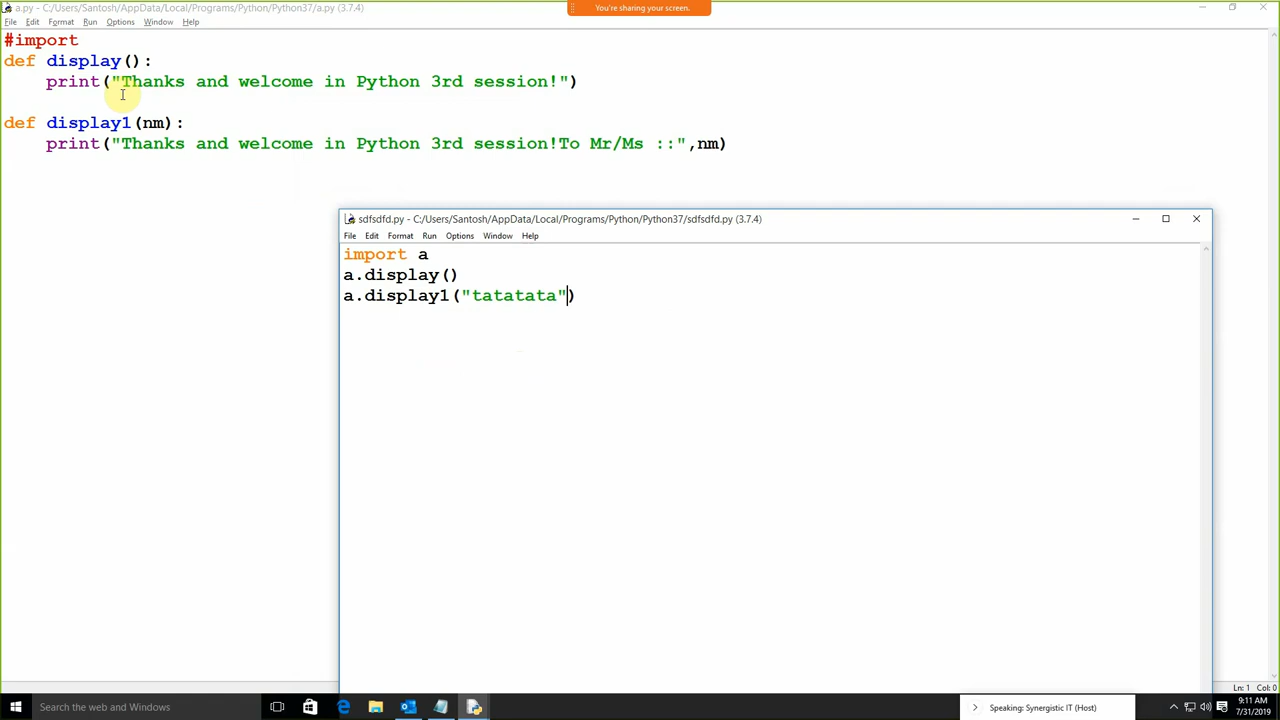 a.py - C:/Users/Santosh/AppData/Local/Programs/Python/Python37/a.py (3.7.4)
You're sharing your screen.
File Edit Format Run Options Window Help
#import
def display():
    print("Thanks and welcome in Python 3rd session!")
def display1(nm):
    print("Thanks and welcome in Python 3rd session!To Mr/Ms ::",nm)
sdfsdfd.py - C:/Users/Santosh/AppData/Local/Programs/Python/Python37/sdfsdfd.py (3.7.4)
File Edit Format Run Options Window Help
import a
a.display()
a.display1("tatatata")
Ln: 1 Col: 0
Search the web and Windows
Speaking: Synergistic IT (Host)
9:11 AM
7/31/2019